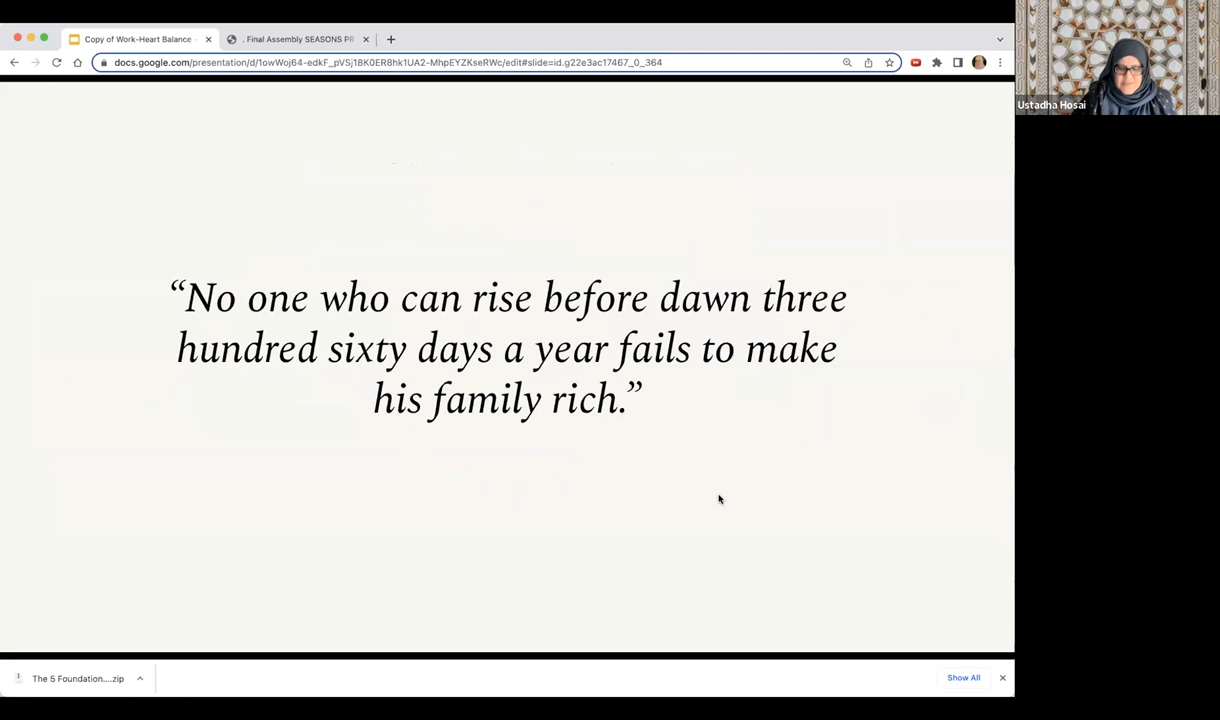 Copy of Work-Heart Balance -
. Final Assembly SEASONS PR
docs.google.com/presentation/d/1owWoj64-edkF_pVSj18K0ER8hk1UA2-MhpEYZKseRWc/edit#slide=id.g22e3ac17467_0_364
Ustadha Hosai
“No one who can rise before dawn three
hundred sixty days a year fails to make
his family rich.”
The 5 Foundation....zip
Show All